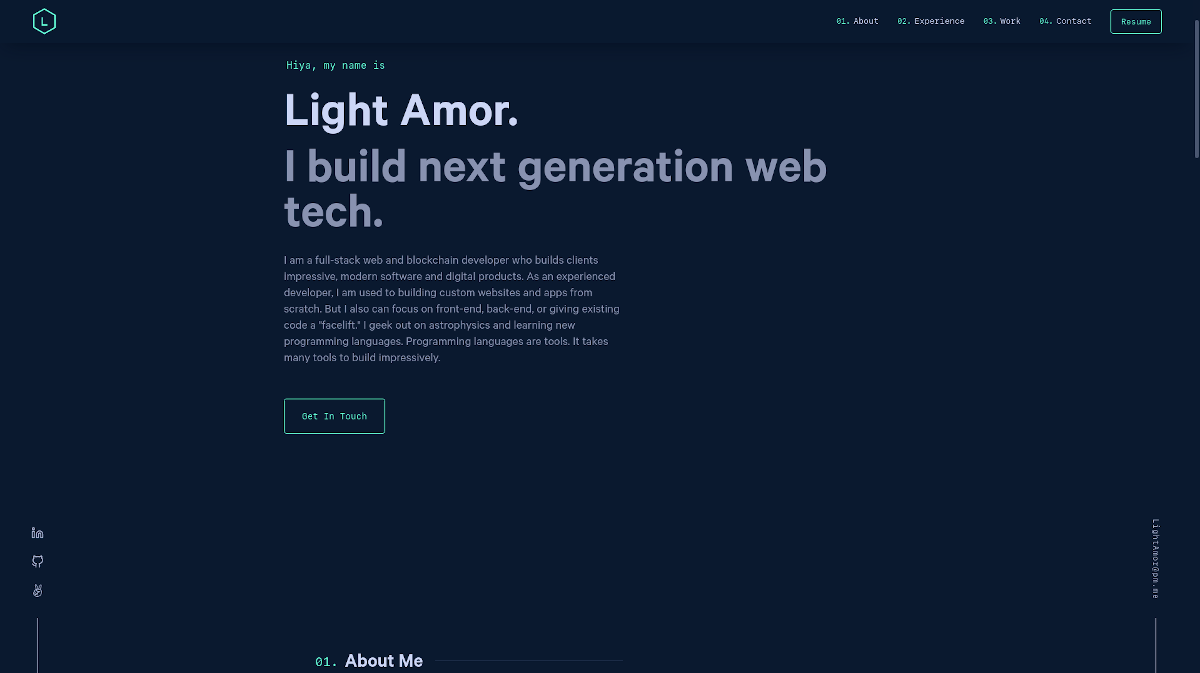 L
01. About 02. Experience 03. Work 04. Contact Resume
Hiya, my name is
Light Amor.
I build next generation web
tech.
I am a full-stack web and blockchain developer who builds clients
impressive, modern software and digital products. As an experienced
developer, I am used to building custom websites and apps from
scratch. But I also can focus on front-end, back-end, or giving existing
code a "facelift." I geek out on astrophysics and learning new
programming languages. Programming languages are tools. It takes
many tools to build impressively.
Get In Touch
in
LightAmor@pm.me
01. About Me